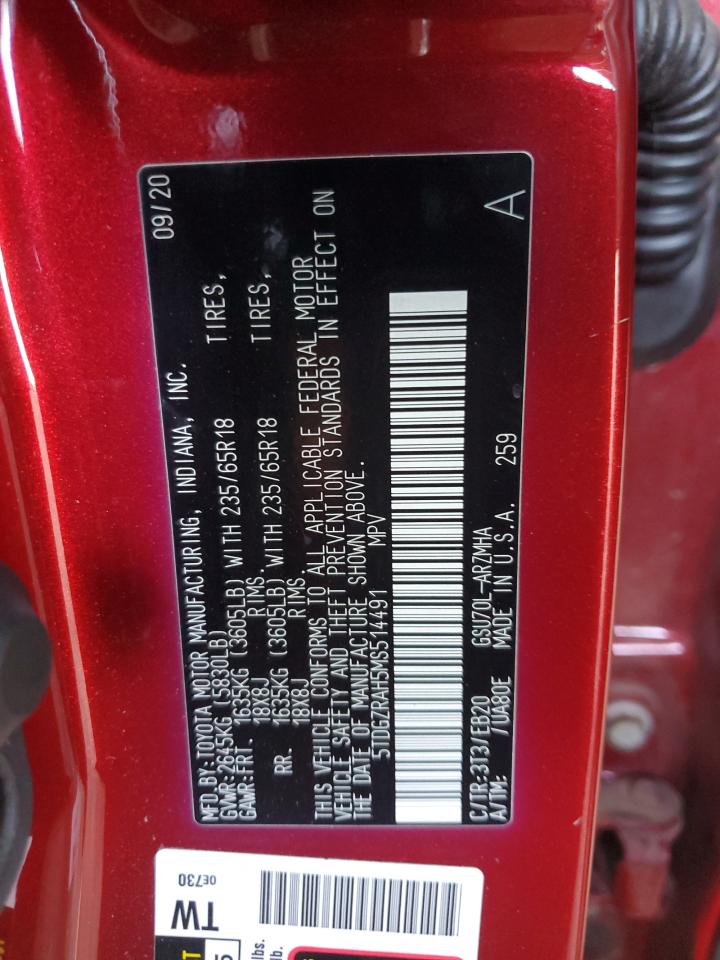 MFD.BY:TOYOTA MOTOR MANUFACTURING, INDIANA, INC. 09/20
GVWR:2645KG (5830LB)
GAWR:FRT. 1635KG (3605LB) WITH 235/65R18 TIRES,
18X8J RIMS.
RR. 1635KG (3605LB) WITH 235/65R18 TIRES,
18X8J RIMS.
THIS VEHICLE CONFORMS TO ALL APPLICABLE FEDERAL MOTOR
VEHICLE SAFETY AND THEFT PREVENTION STANDARDS IN EFFECT ON
THE DATE OF MANUFACTURE SHOWN ABOVE.
5TDGZRAH5MS514491 MPV
C/TR:3T3/EB20 GSU70L-ARZMHA
A/TM: /UA80E MADE IN U.S.A. 259 A
0E730
TW
lbs.
lb.